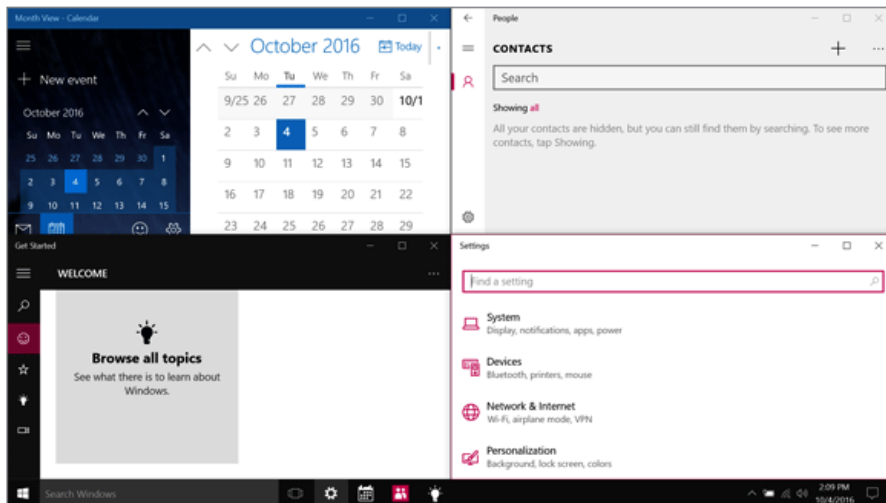 Month View - Calendar
New event
October 2016
Su Mo Tu We Th Fr Sa
25 26 27 28 29 30 1
2 3 4 5 6 7 8
9 10 11 12 13 14 15
October 2016 Today
Su Mo Tu We Th Fr Sa
9/25 26 27 28 29 30 10/1
2 3 4 5 6 7 8
9 10 11 12 13 14 15
16 17 18 19 20 21 22
23 24 25 26 27 28 29
People
CONTACTS
Search
Showing all
All your contacts are hidden, but you can still find them by searching. To see more
contacts, tap Showing.
Get Started
WELCOME
Browse all topics
See what there is to learn about
Windows.
Settings
Find a setting
System
Display, notifications, apps, power
Devices
Bluetooth, printers, mouse
Network & Internet
Wi-Fi, airplane mode, VPN
Personalization
Background, lock screen, colors
Search Windows
2:09 PM
10/4/2016